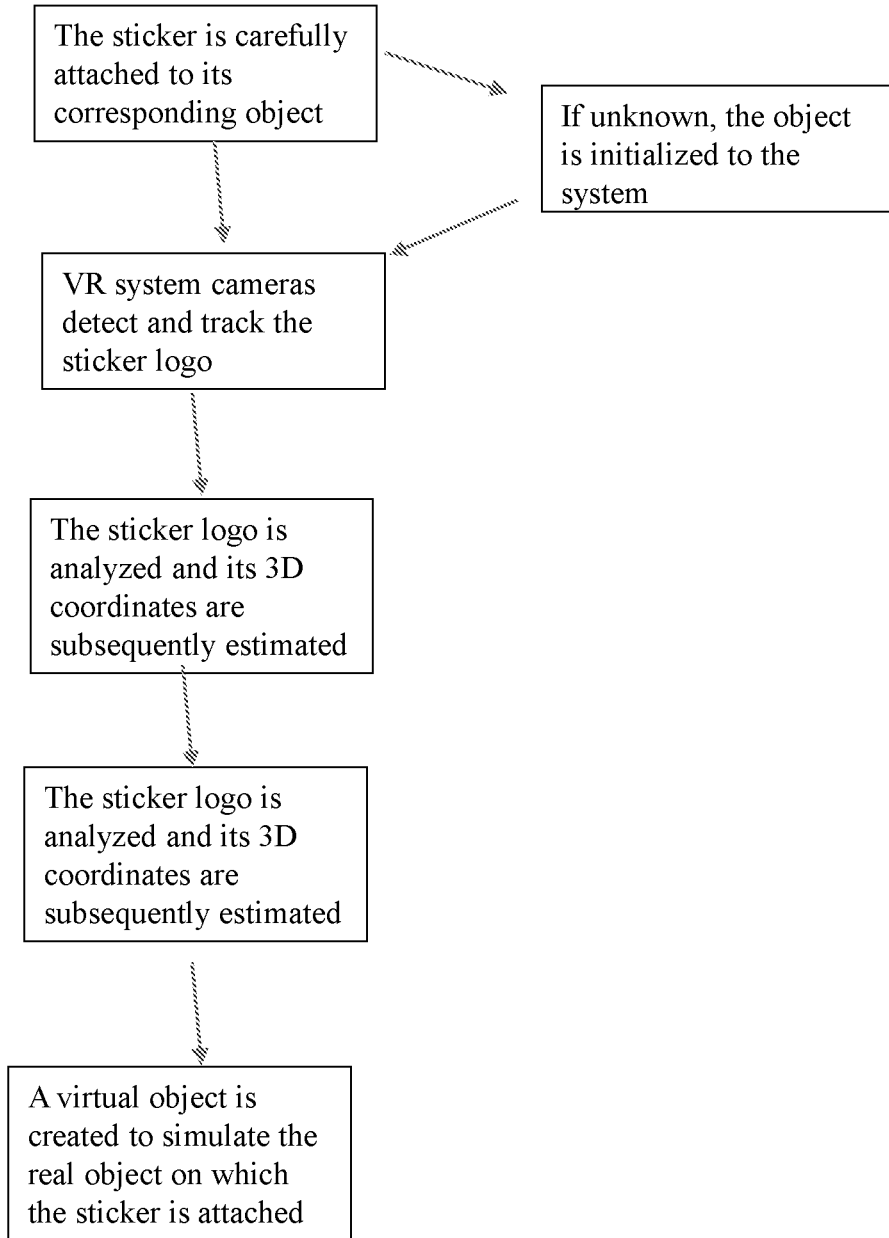 The sticker is carefully
attached to its
corresponding object
If unknown, the object
is initialized to the
system
VR system cameras
detect and track the
sticker logo
The sticker logo is
analyzed and its 3D
coordinates are
subsequently estimated
The sticker logo is
analyzed and its 3D
coordinates are
subsequently estimated
A virtual object is
created to simulate the
real object on which
the sticker is attached